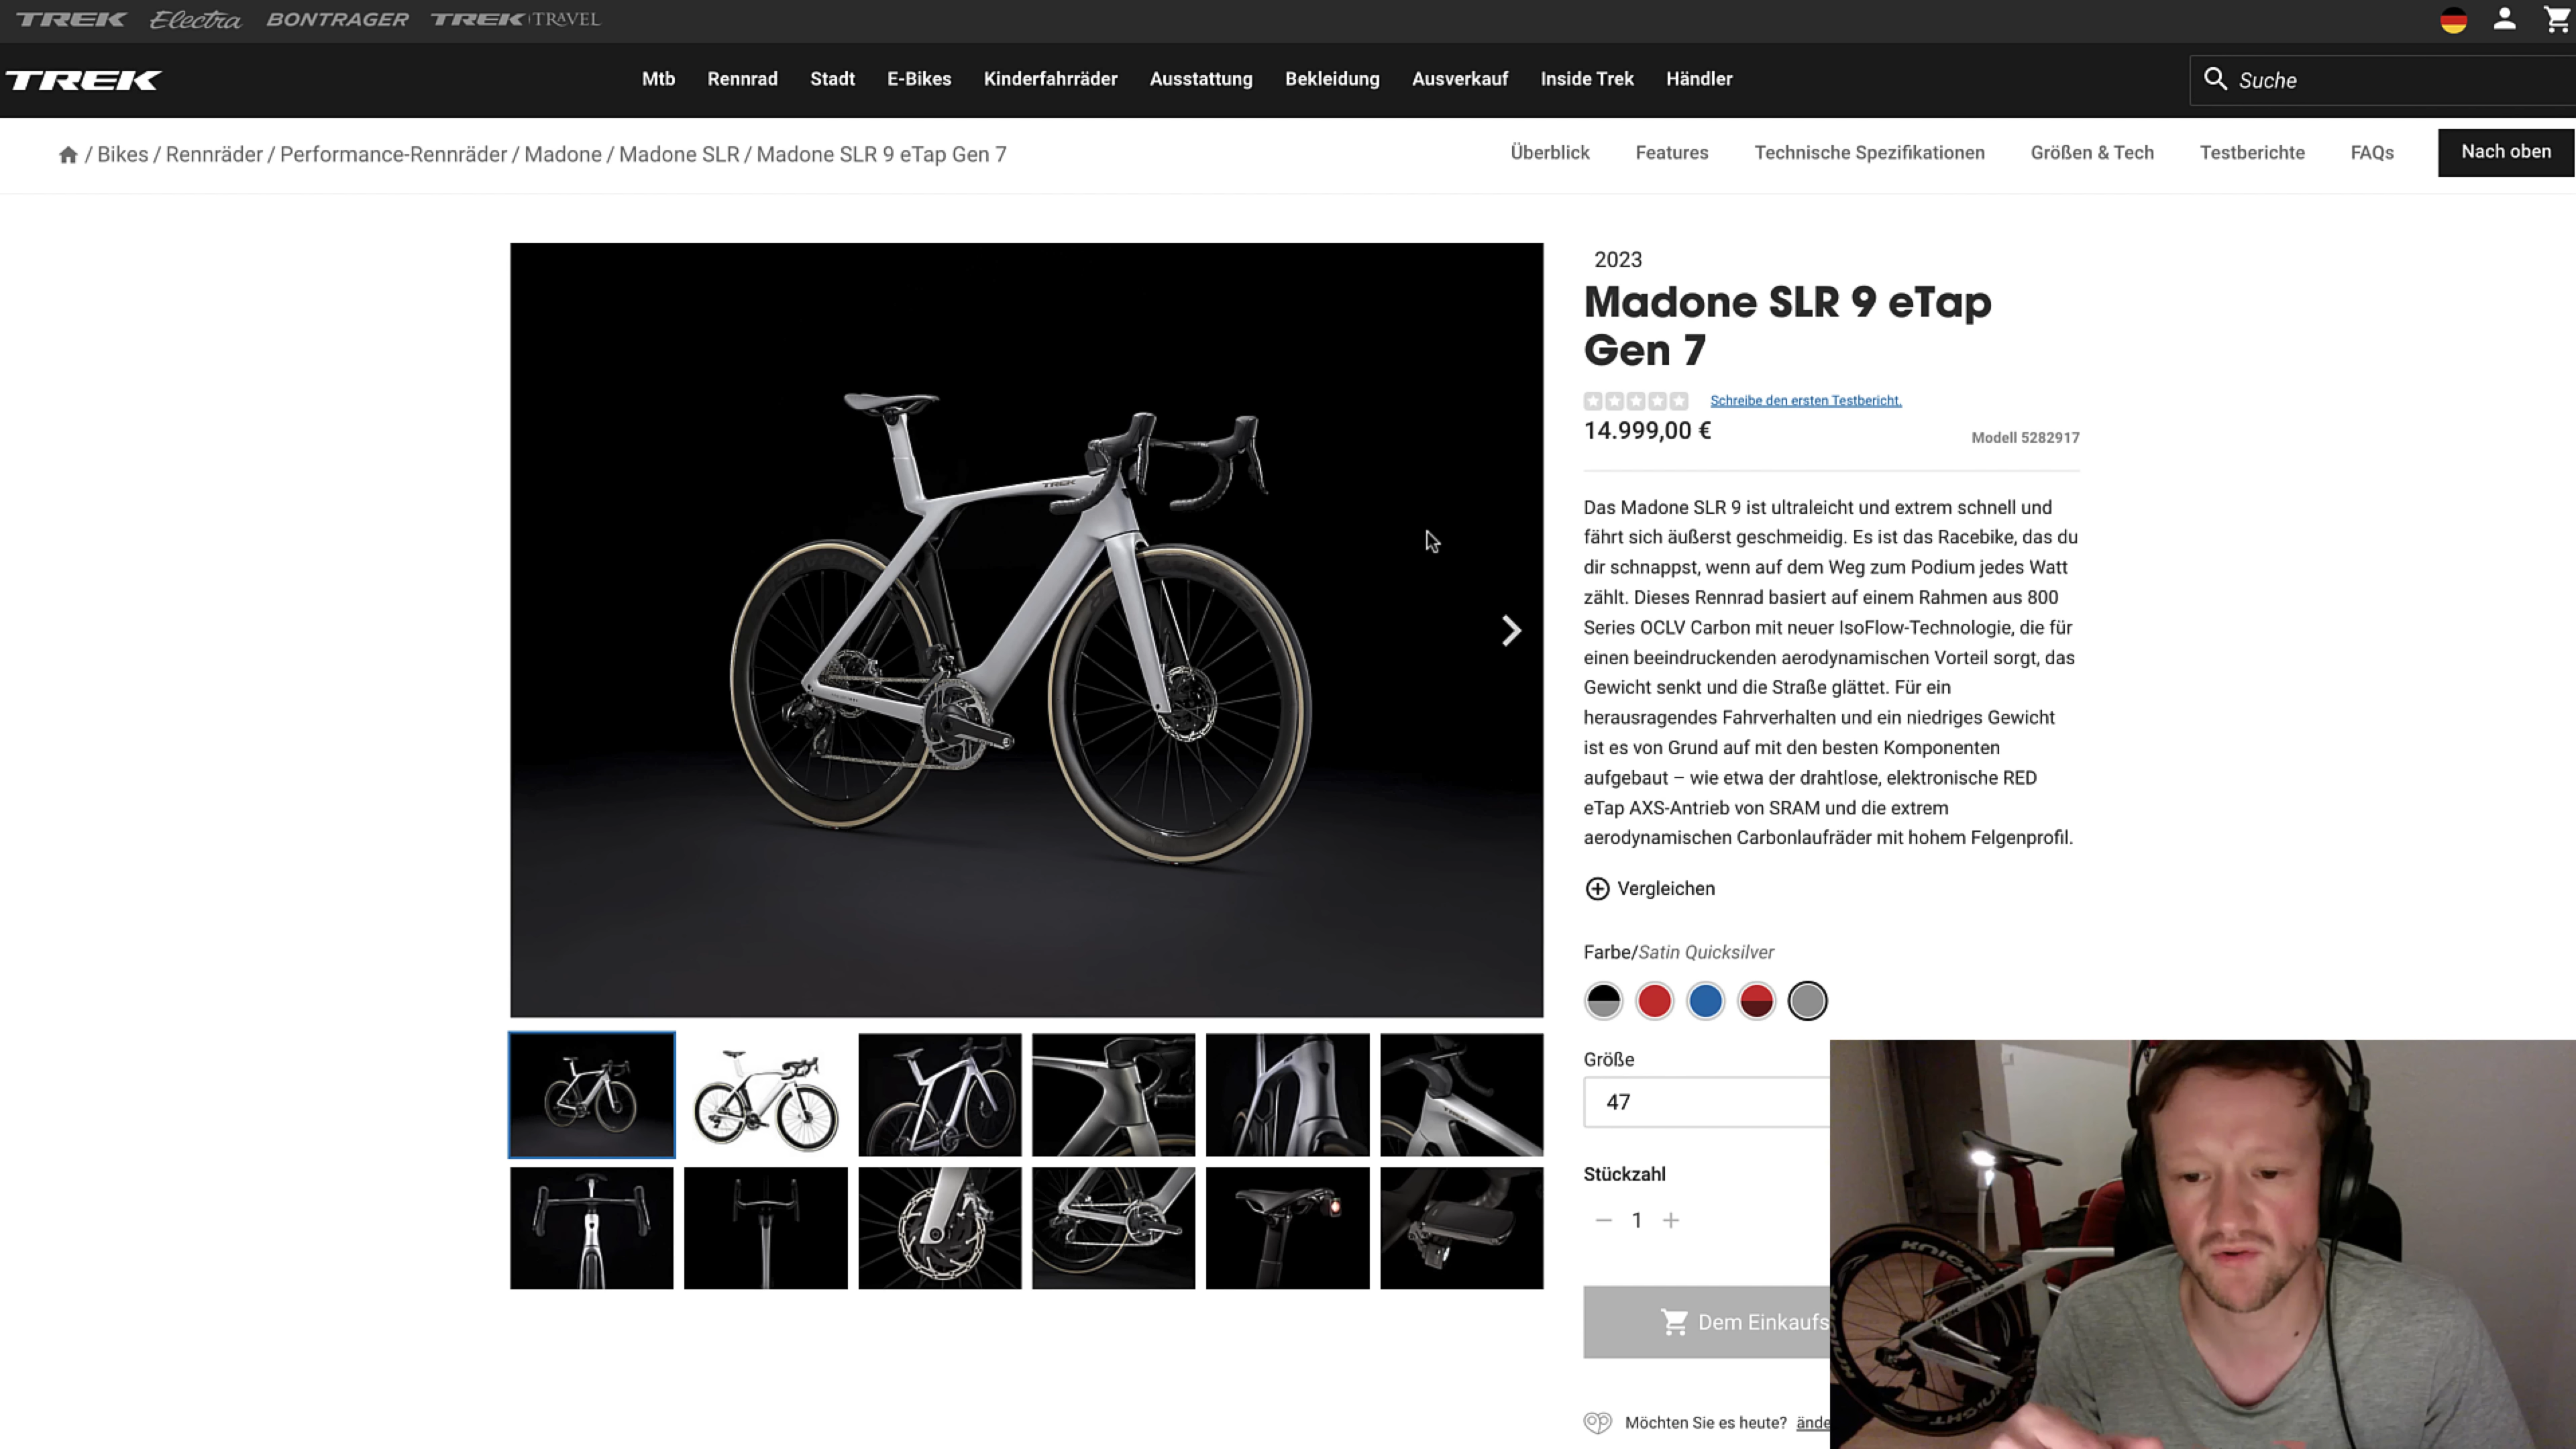 TREK Electra BONTRAGER TREK TRAVEL
TREK
Mtb Rennrad Stadt E-Bikes Kinderfahrräder Ausstattung Bekleidung Ausverkauf Inside Trek Händler
Suche
/ Bikes / Rennräder / Performance-Rennräder / Madone / Madone SLR / Madone SLR 9 eTap Gen 7
Überblick Features Technische Spezifikationen Größen & Tech Testberichte FAQs Nach oben
TREK
2023
Madone SLR 9 eTap
Gen 7
Schreibe den ersten Testbericht.
14.999,00 €
Modell 5282917
Das Madone SLR 9 ist ultraleicht und extrem schnell und
fährt sich äußerst geschmeidig. Es ist das Racebike, das du
dir schnappst, wenn auf dem Weg zum Podium jedes Watt
zählt. Dieses Rennrad basiert auf einem Rahmen aus 800
Series OCLV Carbon mit neuer IsoFlow-Technologie, die für
einen beeindruckenden aerodynamischen Vorteil sorgt, das
Gewicht senkt und die Straße glättet. Für ein
herausragendes Fahrverhalten und ein niedriges Gewicht
ist es von Grund auf mit den besten Komponenten
aufgebaut – wie etwa der drahtlose, elektronische RED
eTap AXS-Antrieb von SRAM und die extrem
aerodynamischen Carbonlaufräder mit hohem Felgenprofil.
Vergleichen
Farbe/Satin Quicksilver
Größe
47
Stückzahl
− 1 +
Dem Einkaufs
Möchten Sie es heute? ände
KNIGHT
KNIGHT